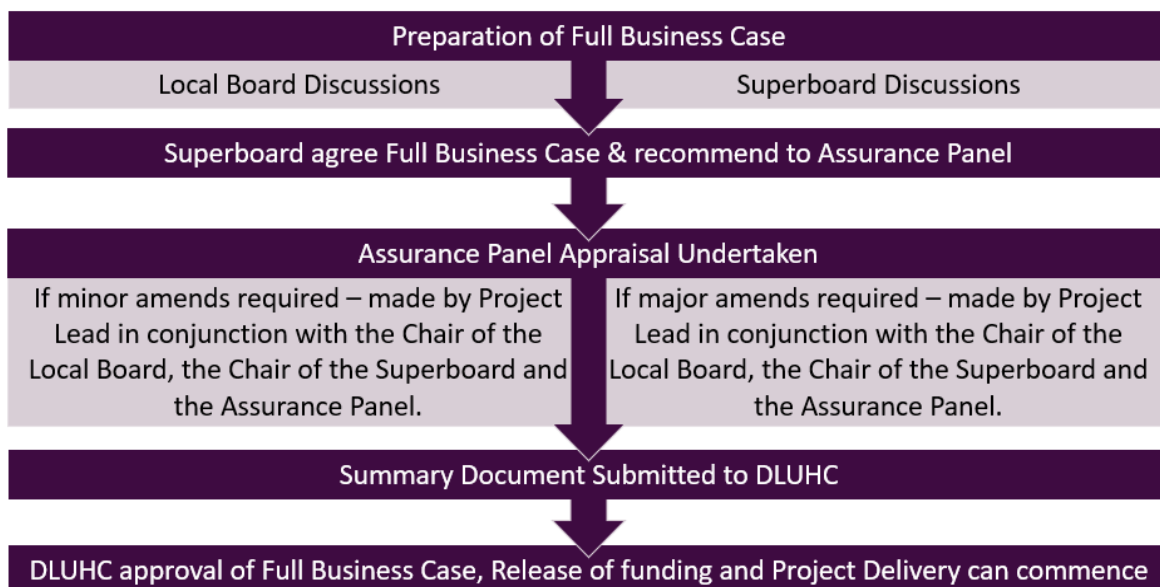 Preparation of Full Business Case
Local Board Discussions
Superboard Discussions
Superboard agree Full Business Case & recommend to Assurance Panel
Assurance Panel Appraisal Undertaken
If minor amends required – made by Project
Lead in conjunction with the Chair of the
Local Board, the Chair of the Superboard and
the Assurance Panel.
If major amends required – made by Project
Lead in conjunction with the Chair of the
Local Board, the Chair of the Superboard and
the Assurance Panel.
Summary Document Submitted to DLUHC
DLUHC approval of Full Business Case, Release of funding and Project Delivery can commence